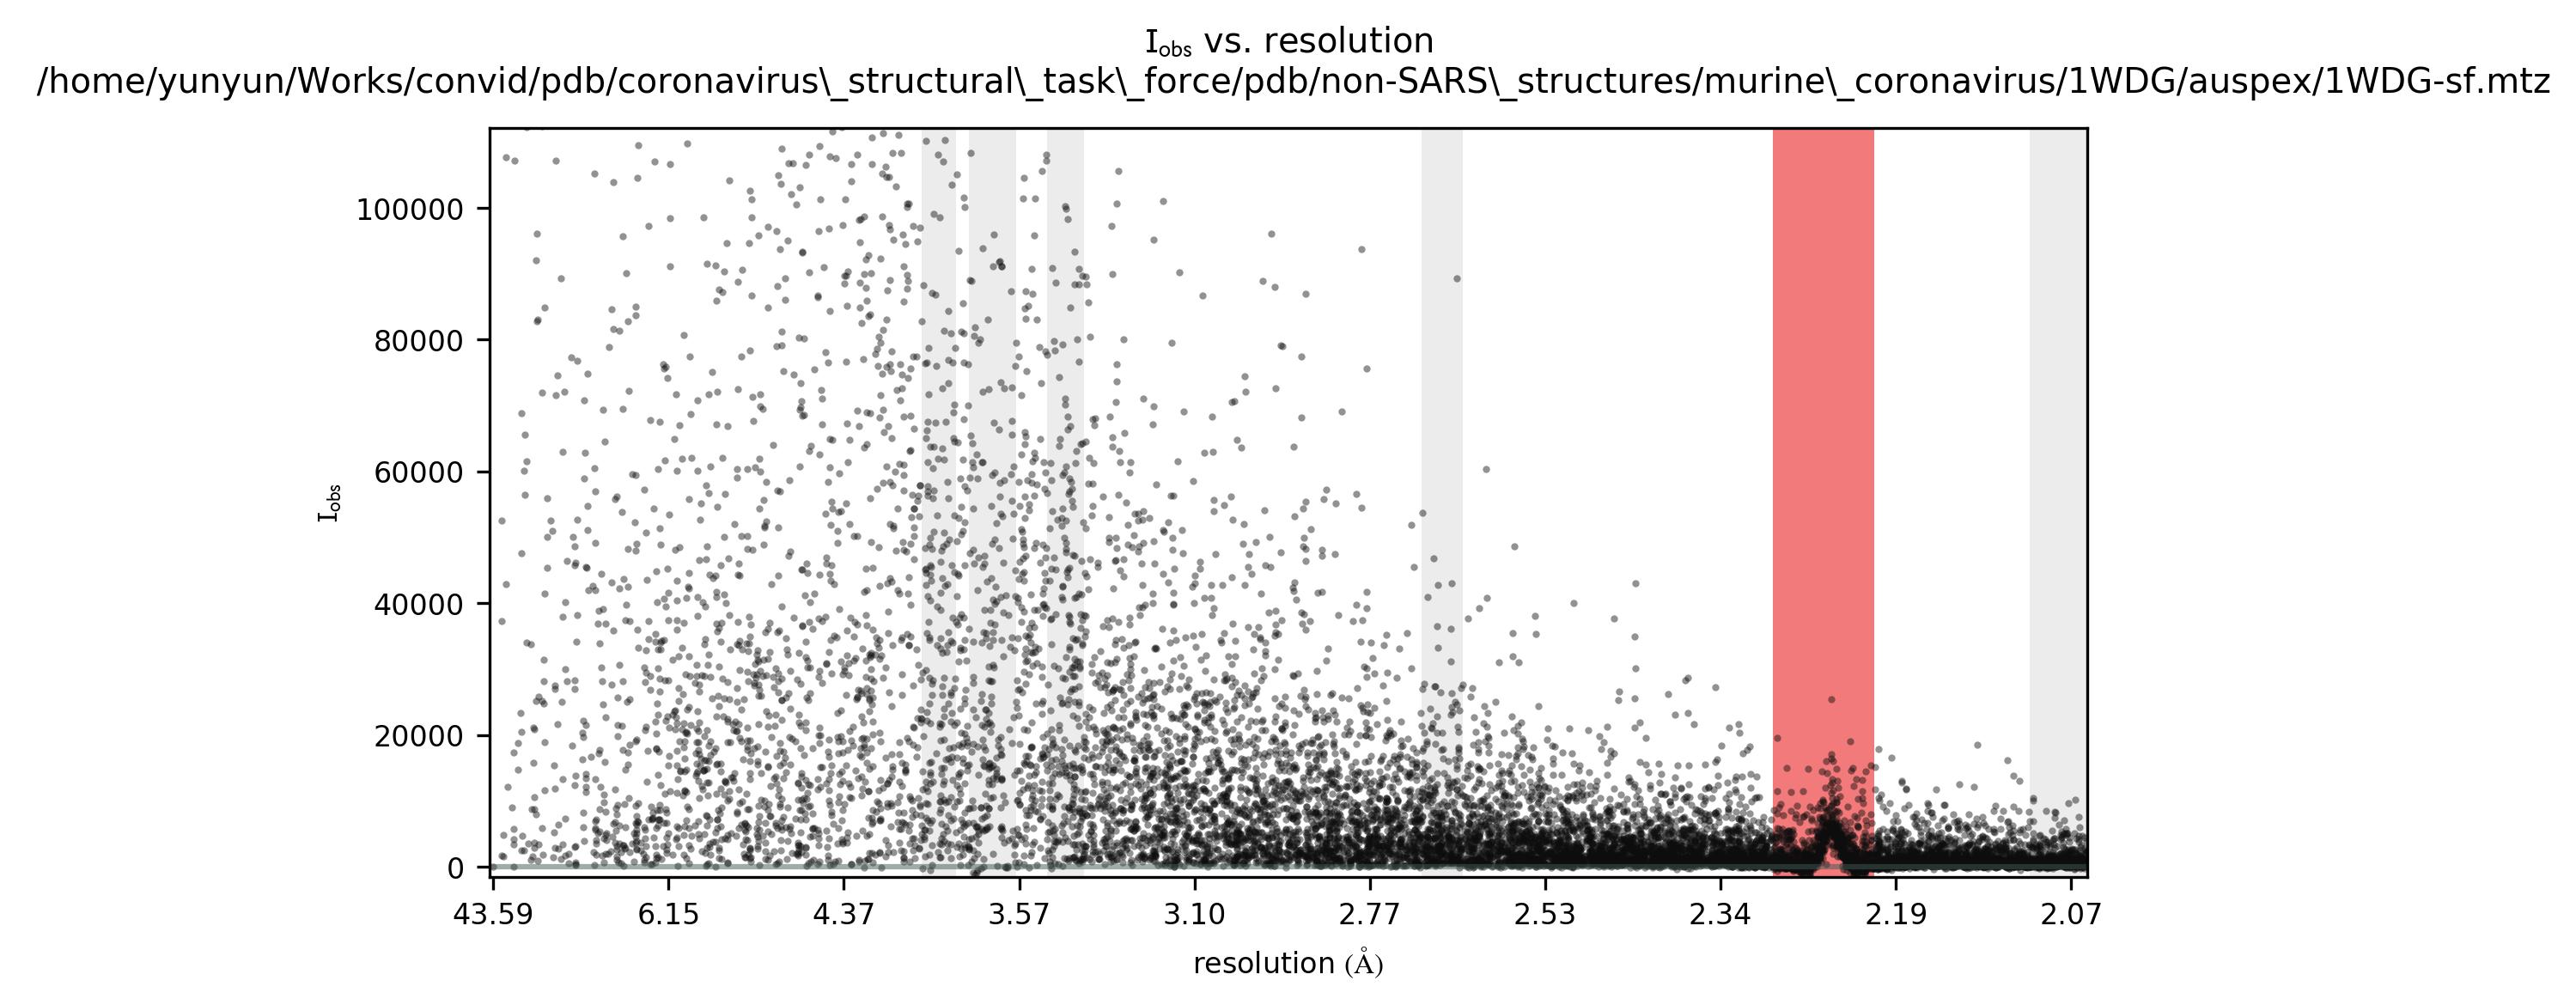 I_obs vs. resolution
/home/yunyun/Works/convid/pdb/coronavirus\_structural\_task\_force/pdb/non-SARS\_structures/murine\_coronavirus/1WDG/auspex/1WDG-sf.mtz
100000
80000
60000
40000
20000
0
I_obs
43.59 6.15 4.37 3.57 3.10 2.77 2.53 2.34 2.19 2.07
resolution (Å)